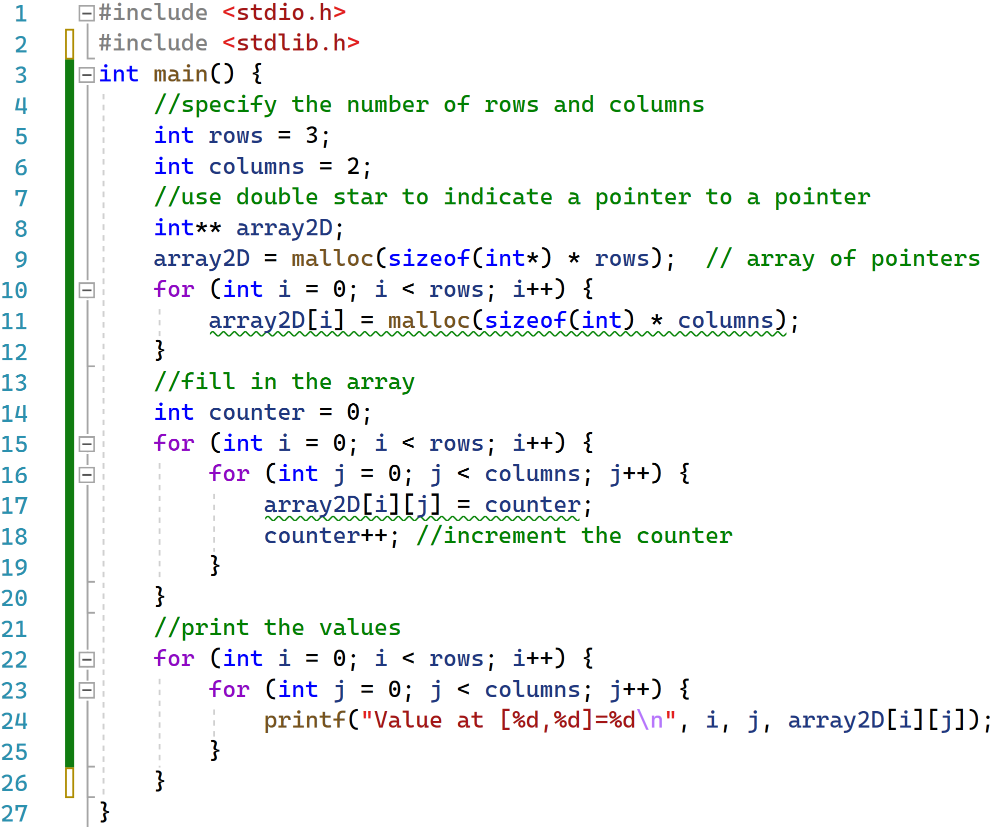 1 #include <stdio.h>
2 #include <stdlib.h>
3 int main() {
4     //specify the number of rows and columns
5     int rows = 3;
6     int columns = 2;
7     //use double star to indicate a pointer to a pointer
8     int** array2D;
9     array2D = malloc(sizeof(int*) * rows);  // array of pointers
10     for (int i = 0; i < rows; i++) {
11         array2D[i] = malloc(sizeof(int) * columns);
12     }
13     //fill in the array
14     int counter = 0;
15     for (int i = 0; i < rows; i++) {
16         for (int j = 0; j < columns; j++) {
17             array2D[i][j] = counter;
18             counter++; //increment the counter
19         }
20     }
21     //print the values
22     for (int i = 0; i < rows; i++) {
23         for (int j = 0; j < columns; j++) {
24             printf("Value at [%d,%d]=%d\n", i, j, array2D[i][j]);
25         }
26     }
27 }